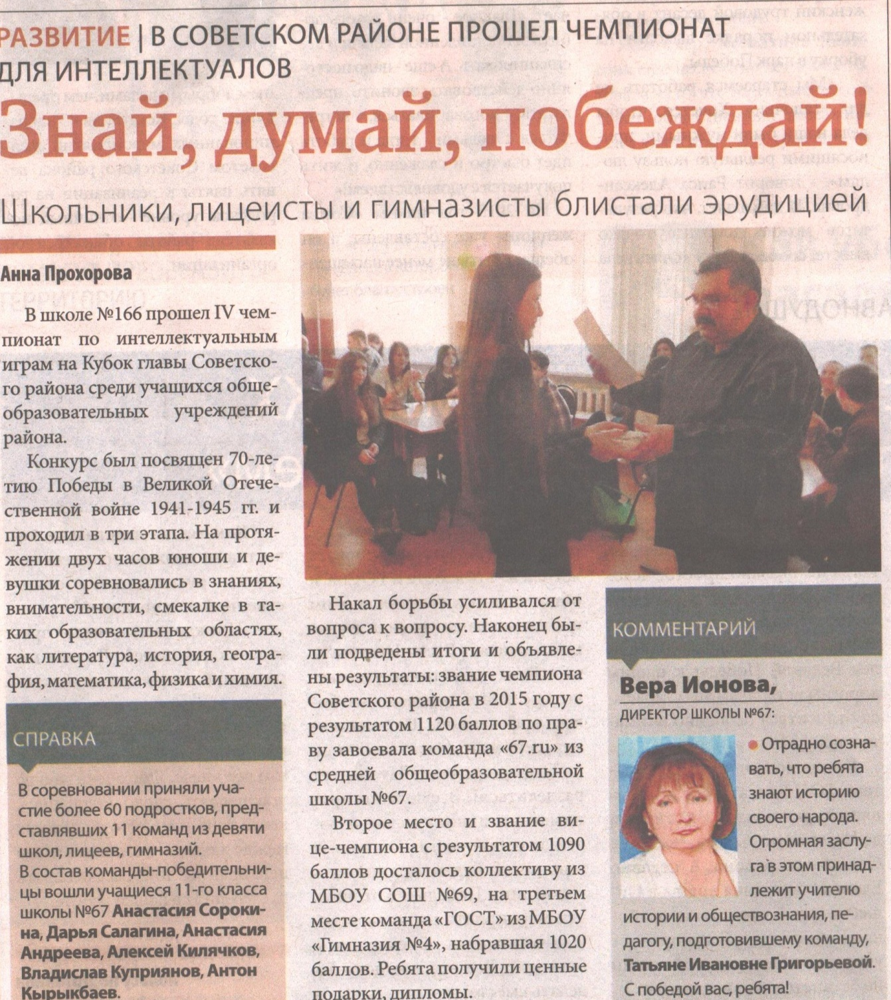 РАЗВИТИЕ | В СОВЕТСКОМ РАЙОНЕ ПРОШЕЛ ЧЕМПИОНАТ
ДЛЯ ИНТЕЛЛЕКТУАЛОВ
Знай, думай, побеждай!
Школьники, лицеисты и гимназисты блистали эрудицией
Анна Прохорова
В школе №166 прошел IV чем-
пионат по интеллектуальным
играм на Кубок главы Советско-
го района среди учащихся обще-
образовательных учреждений
района.
Конкурс был посвящен 70-ле-
тию Победы в Великой Отече-
ственной войне 1941-1945 гг. и
проходил в три этапа. На протя-
жении двух часов юноши и де-
вушки соревновались в знаниях,
внимательности, смекалке в та-
ких образовательных областях,
как литература, история, геогра-
фия, математика, физика и химия.
СПРАВКА
В соревновании приняли уча-
стие более 60 подростков, пред-
ставлявших 11 команд из девяти
школ, лицеев, гимназий.
В состав команды-победительни-
цы вошли учащиеся 11-го класса
школы №67 Анастасия Сороки-
на, Дарья Салагина, Анастасия
Андреева, Алексей Килячков,
Владислав Куприянов, Антон
Кырыкбаев.
Накал борьбы усиливался от
вопроса к вопросу. Наконец бы-
ли подведены итоги и объявле-
ны результаты: звание чемпиона
Советского района в 2015 году с
результатом 1120 баллов по пра-
ву завоевала команда «67.ru» из
средней общеобразовательной
школы №67.
Второе место и звание ви-
це-чемпиона с результатом 1090
баллов досталось коллективу из
МБОУ СОШ №69, на третьем
месте команда «ГОСТ» из МБОУ
«Гимназия №4», набравшая 1020
баллов. Ребята получили ценные
подарки, дипломы.
КОММЕНТАРИЙ
Вера Ионова,
ДИРЕКТОР ШКОЛЫ №67:
• Отрадно созна-
вать, что ребята
знают историю
своего народа.
Огромная заслу-
га в этом принад-
лежит учителю
истории и обществознания, пе-
дагогу, подготовившему команду,
Татьяне Ивановне Григорьевой.
С победой вас, ребята!